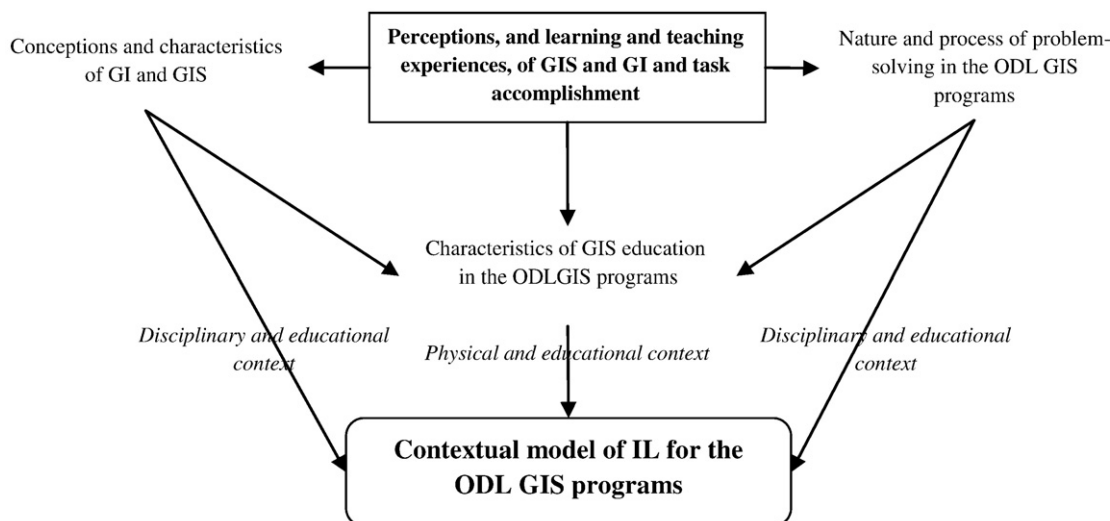 Conceptions and characteristics
of GI and GIS
Perceptions, and learning and teaching
experiences, of GIS and GI and task
accomplishment
Nature and process of problem-
solving in the ODL GIS
programs
Characteristics of GIS education
in the ODLGIS programs
Disciplinary and educational
context
Physical and educational context
Disciplinary and educational
context
Contextual model of IL for the
ODL GIS programs